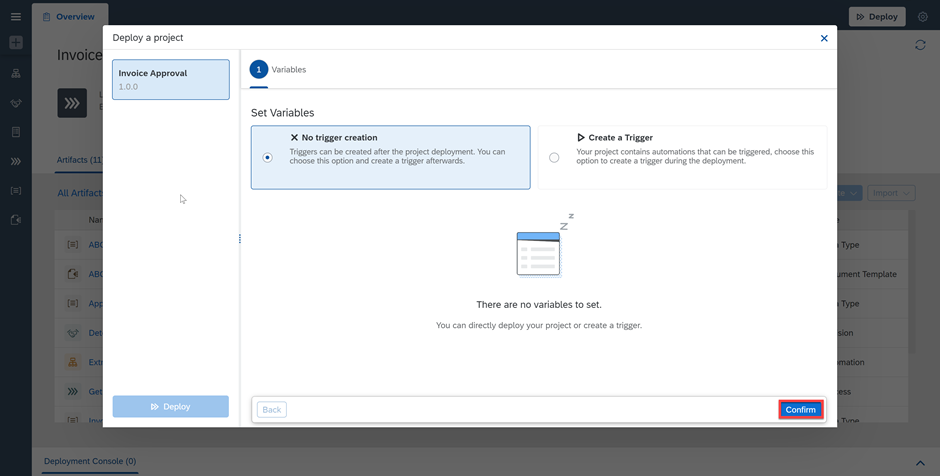 Overview
Deploy
Invoice
Deploy a project
Invoice Approval
1.0.0
1 Variables
Set Variables
No trigger creation
Triggers can be created after the project deployment. You can
choose this option and create a trigger afterwards.
Create a Trigger
Your project contains automations that can be triggered, choose this
option to create a trigger during the deployment.
Artifacts (11
All Artifac
Import
Nam
ABC
Type
ABC
ument Template
App
Type
Det
sion
Extr
mation
Get
ess
Invo
Type
Z
N
There are no variables to set.
You can directly deploy your project or create a trigger.
Deploy
Back
Confirm
Deployment Console (0)